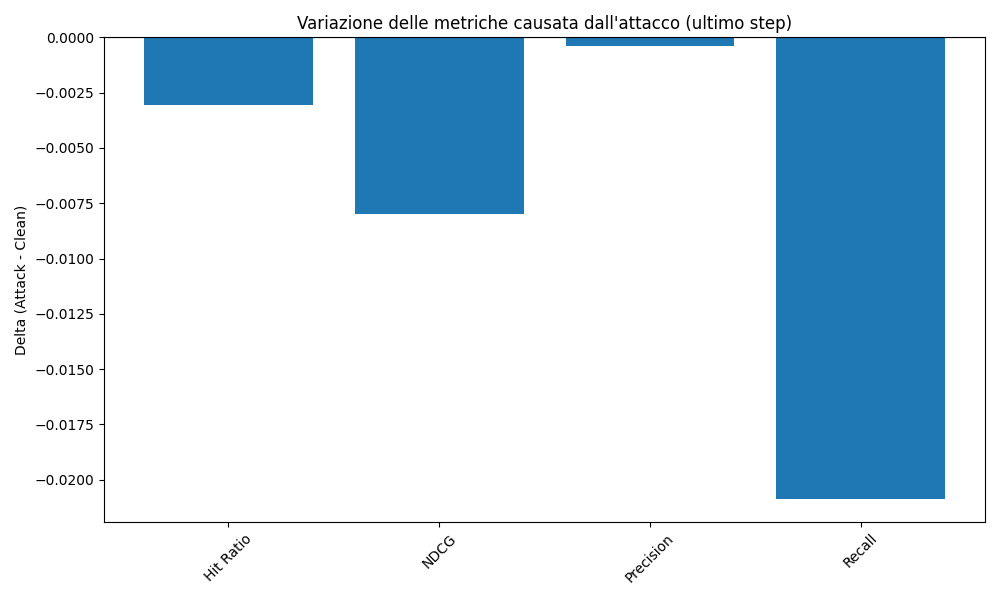 Variazione delle metriche causata dall'attacco (ultimo step)
Delta (Attack - Clean)
0.0000
−0.0025
−0.0050
−0.0075
−0.0100
−0.0125
−0.0150
−0.0175
−0.0200
Hit Ratio
NDCG
Precision
Recall